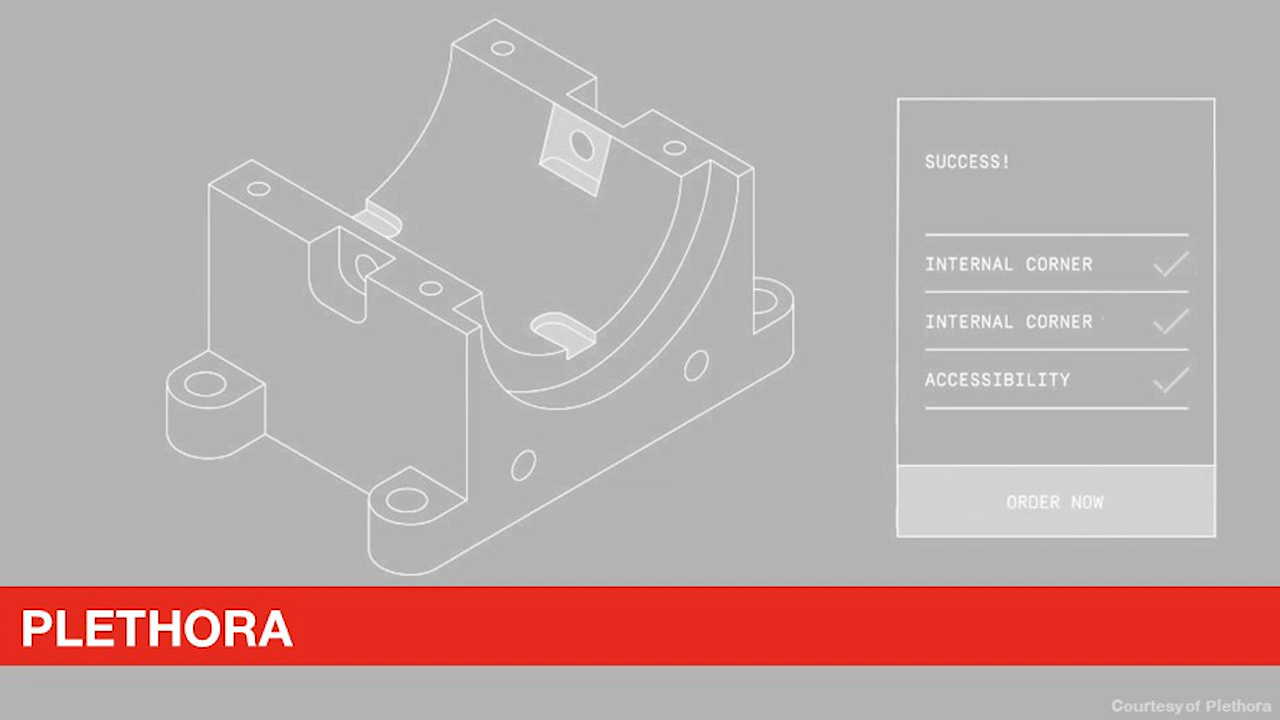 SUCCESS!
INTERNAL CORNER
INTERNAL CORNER
ACCESSIBILITY
ORDER NOW
PLETHORA
Courtesy of Plethora